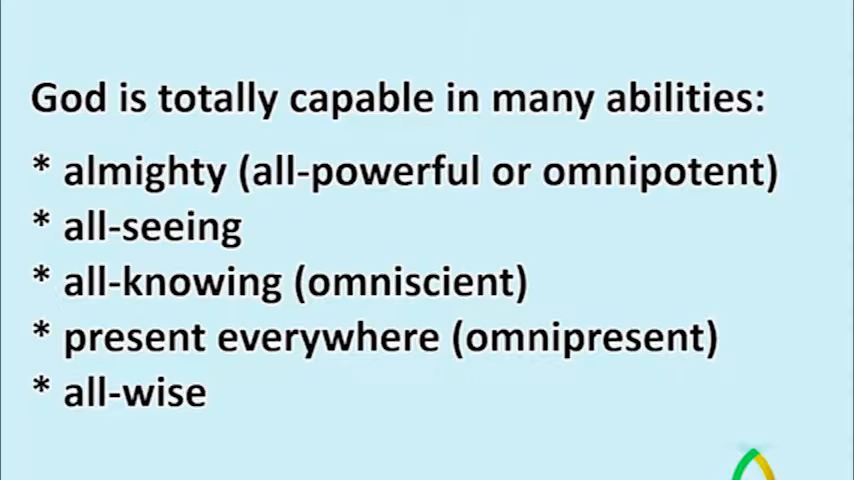 God is totally capable in many abilities:
* almighty (all-powerful or omnipotent)
* all-seeing
* all-knowing (omniscient)
* present everywhere (omnipresent)
* all-wise